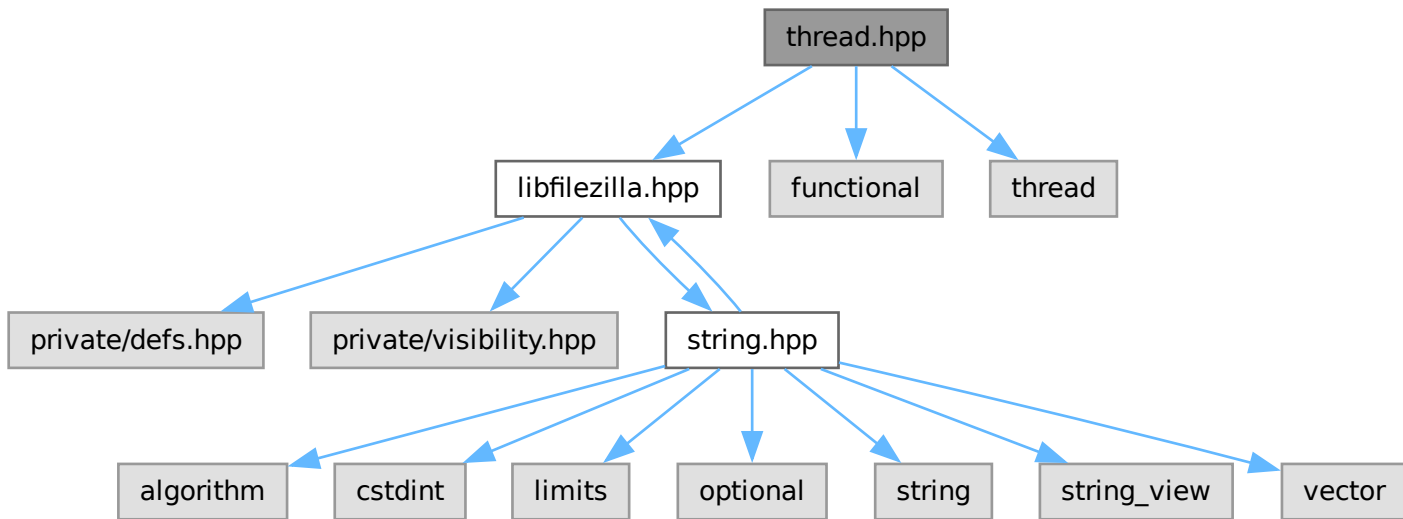 thread.hpp
libfilezilla.hpp
functional
thread
private/defs.hpp
private/visibility.hpp
string.hpp
algorithm
cstdint
limits
optional
string
string_view
vector